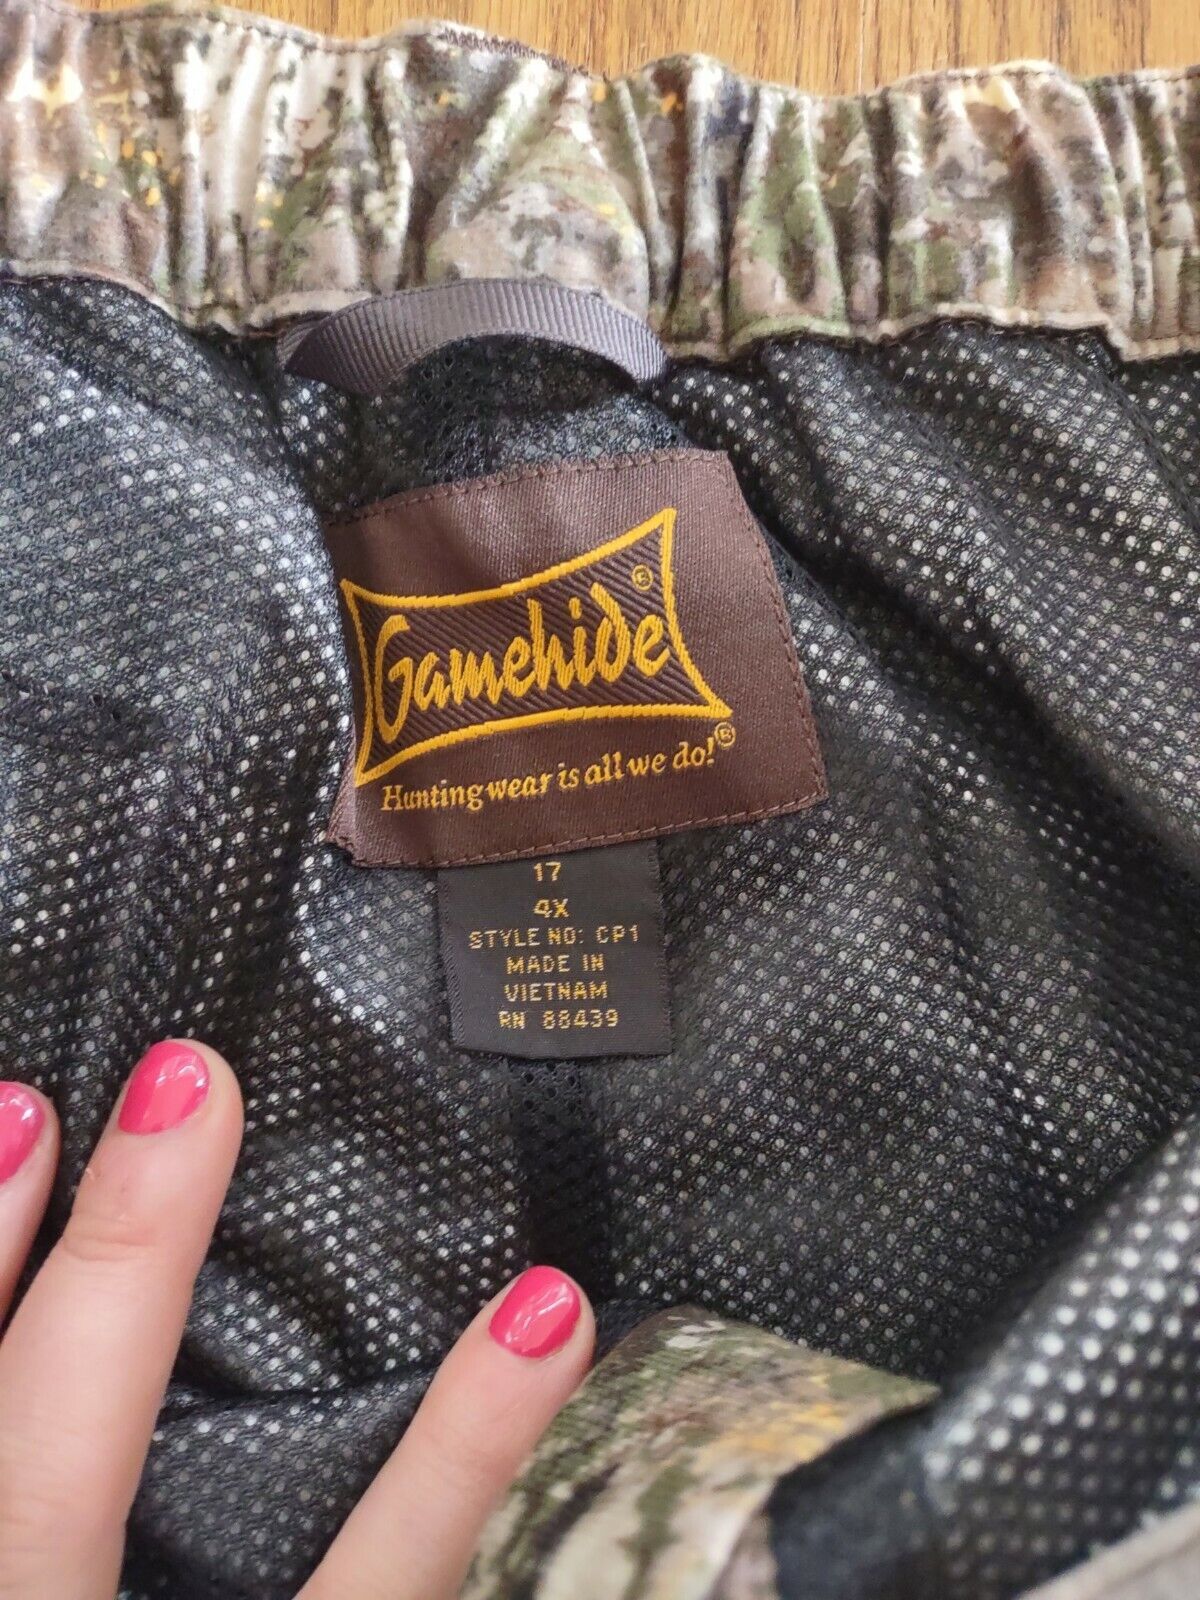 Gamehide®
Hunting wear is all we do!®
17
4X
STYLE NO: CP1
MADE IN
VIETNAM
RN 88439